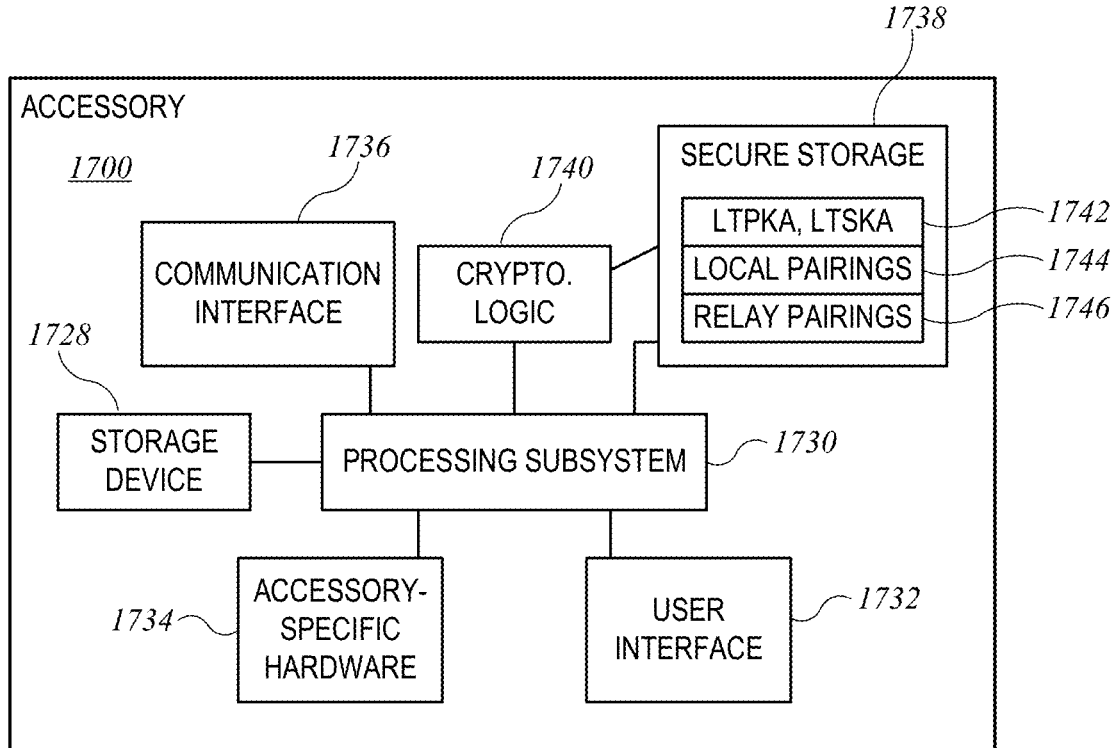 1738
ACCESSORY
1700
1736
1740
SECURE STORAGE
LTPKA, LTSKA
1742
COMMUNICATION
INTERFACE
CRYPTO.
LOGIC
LOCAL PAIRINGS
1744
RELAY PAIRINGS
1746
1728
STORAGE
DEVICE
PROCESSING SUBSYSTEM
1730
1734
ACCESSORY-
SPECIFIC
HARDWARE
USER
INTERFACE
1732